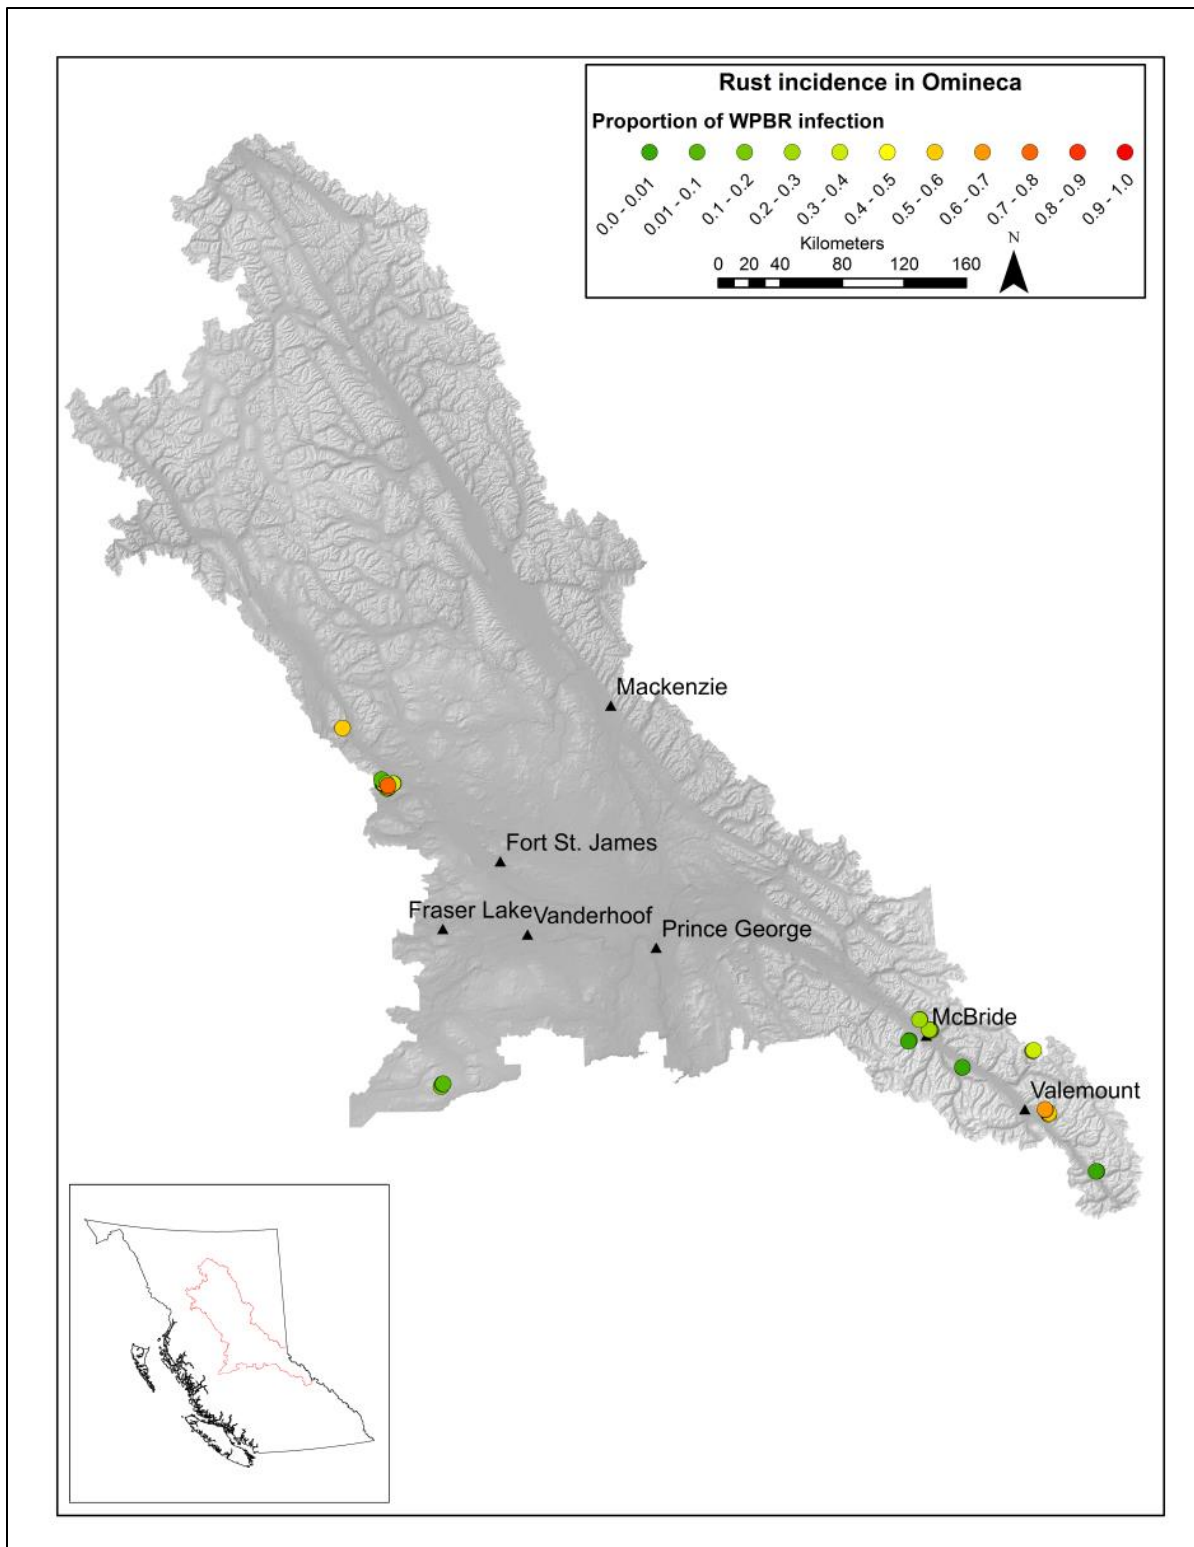 Rust incidence in Omineca
Proportion of WPBR infection
0.0 - 0.01
0.01 - 0.1
0.1 - 0.2
0.2 - 0.3
0.3 - 0.4
0.4 - 0.5
0.5 - 0.6
0.6 - 0.7
0.7 - 0.8
0.8 - 0.9
0.9 - 1.0
Kilometers
N
0 20 40 80 120 160
Mackenzie
Fort St. James
Fraser Lake
Vanderhoof
Prince George
McBride
Valemount